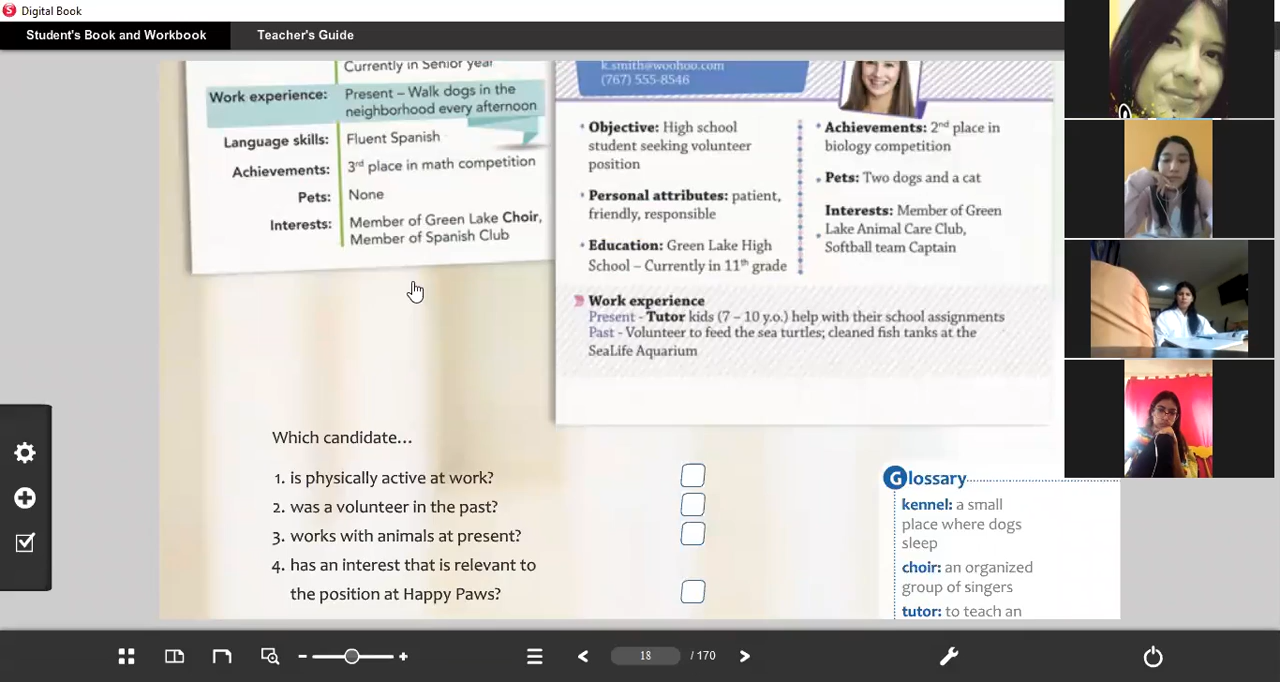 Digital Book
Student's Book and Workbook
Teacher's Guide
Currently in Senior year
Work experience:
Present – Walk dogs in the
neighborhood every afternoon
Language skills:
Fluent Spanish
Achievements:
3rd place in math competition
Pets:
None
Interests:
Member of Green Lake Choir,
Member of Spanish Club
k.smith@woohoo.com
(767) 555-8546
• Objective: High school
student seeking volunteer
position
• Personal attributes: patient,
friendly, responsible
• Education: Green Lake High
School – Currently in 11th grade
• Achievements: 2nd place in
biology competition
• Pets: Two dogs and a cat
• Interests: Member of Green
Lake Animal Care Club,
Softball team Captain
Work experience
Present - Tutor kids (7 – 10 y.o.) help with their school assignments
Past - Volunteer to feed the sea turtles; cleaned fish tanks at the
SeaLife Aquarium
Which candidate...
1. is physically active at work?
2. was a volunteer in the past?
3. works with animals at present?
4. has an interest that is relevant to
the position at Happy Paws?
Glossary
kennel: a small
place where dogs
sleep
choir: an organized
group of singers
tutor: to teach an
18 / 170